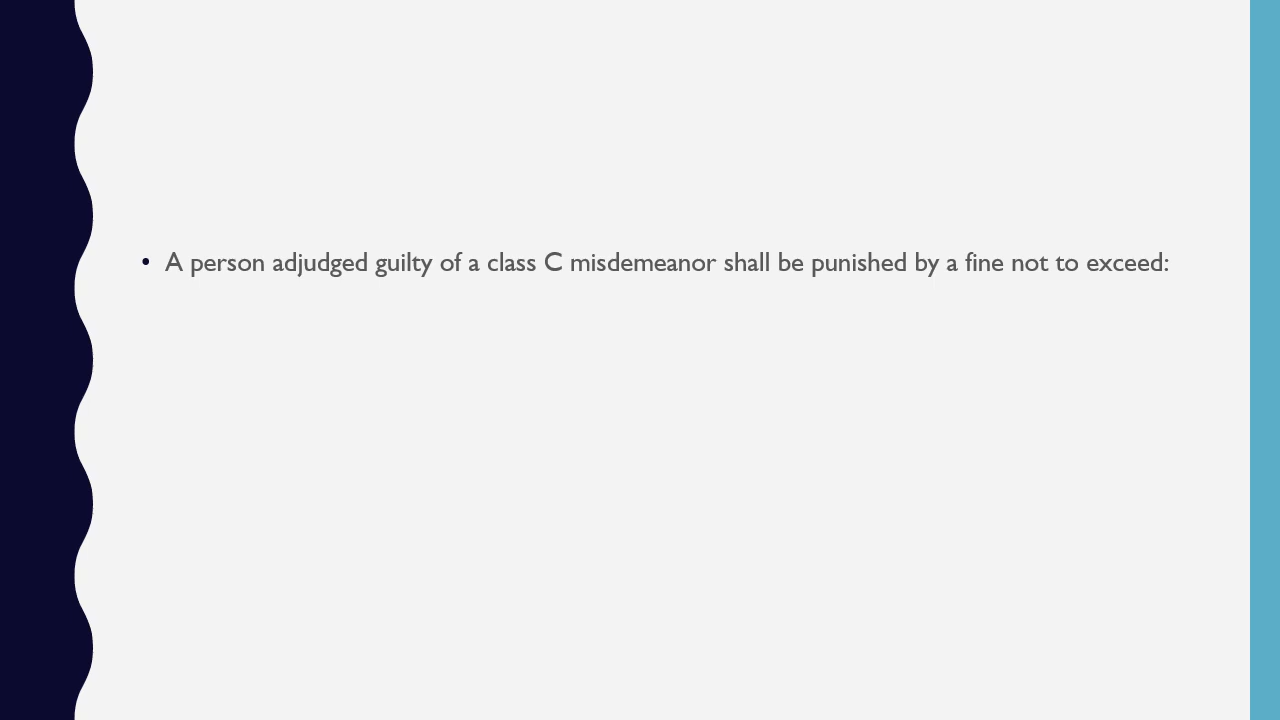 • A person adjudged guilty of a class C misdemeanor shall be punished by a fine not to exceed: